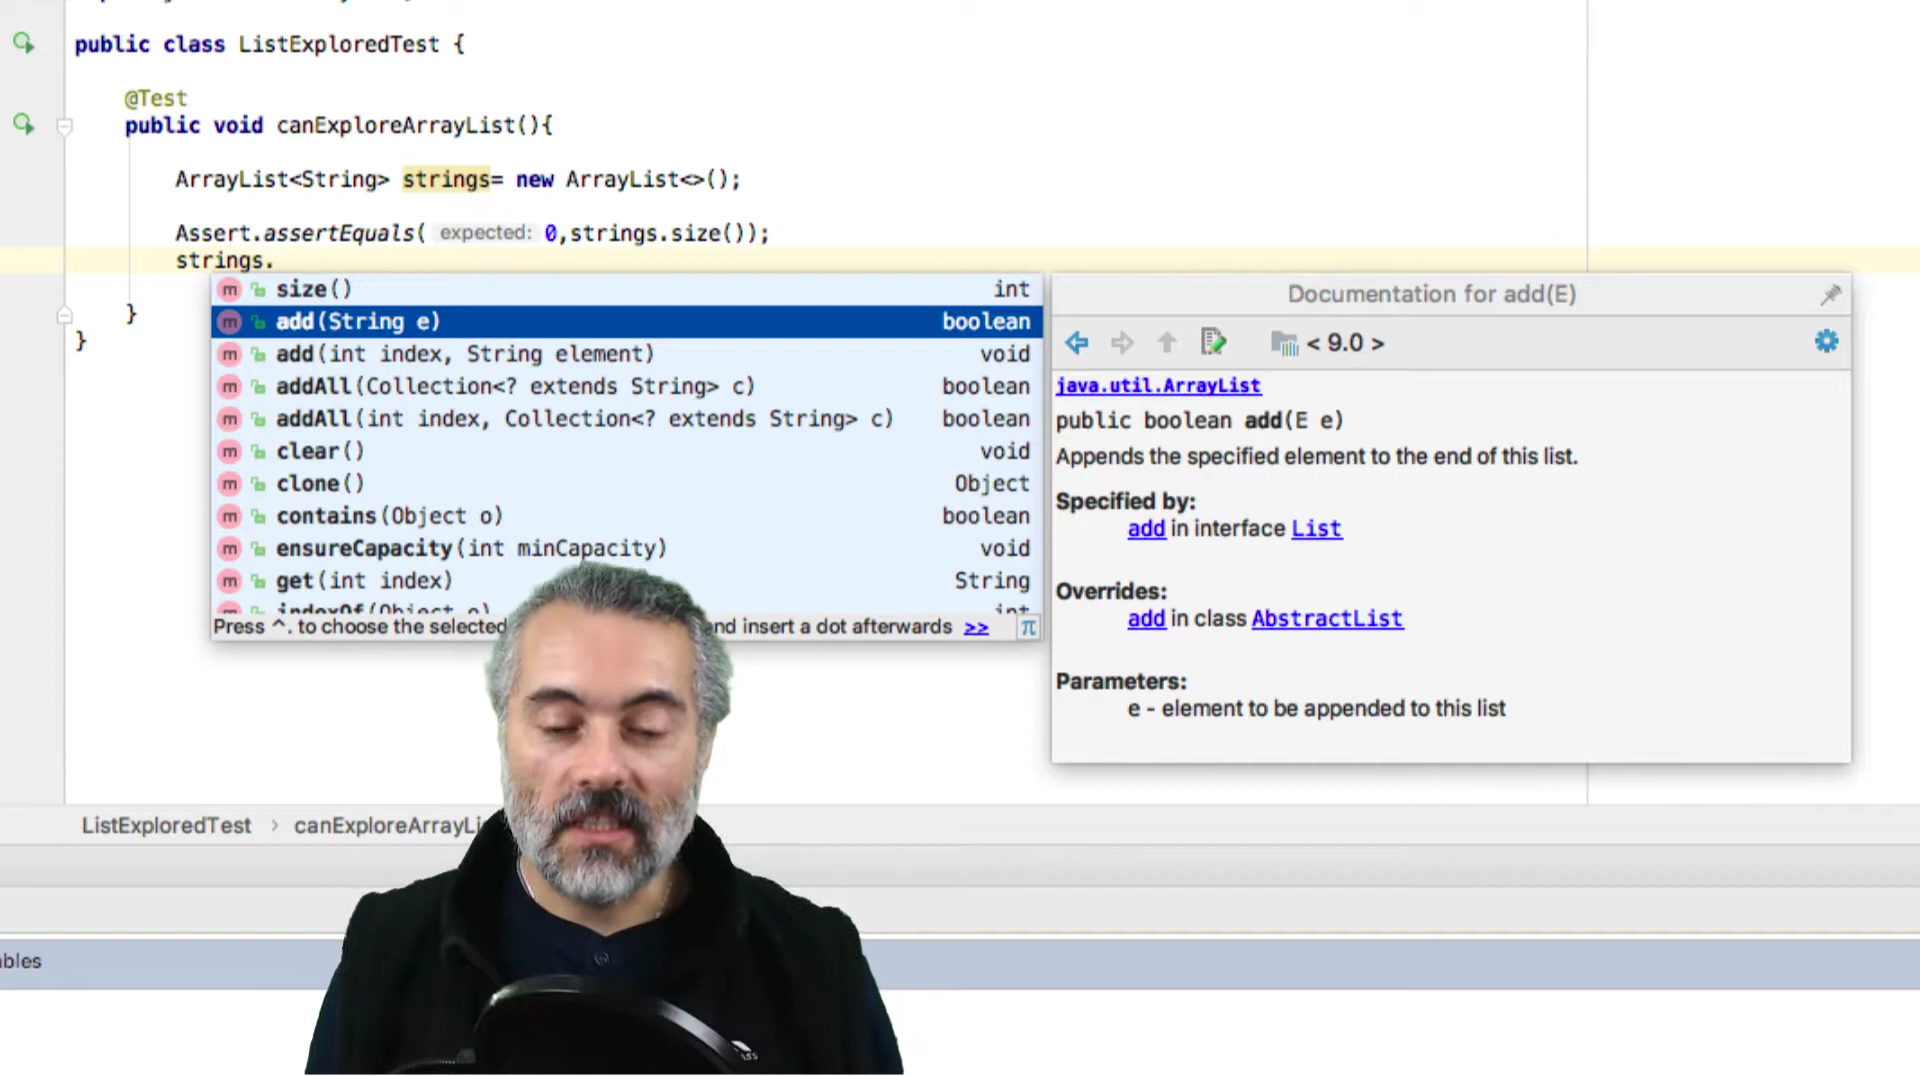 public class ListExploredTest {
@Test
public void canExploreArrayList(){
ArrayList<String> strings= new ArrayList<>();
Assert.assertEquals( expected: 0,strings.size());
strings.
size() int
add(String e) boolean
add(int index, String element) void
addAll(Collection<? extends String> c) boolean
addAll(int index, Collection<? extends String> c) boolean
clear() void
clone() Object
contains(Object o) boolean
ensureCapacity(int minCapacity) void
get(int index) String
indexOf(Object o) int
Press ^. to choose the selected nd insert a dot afterwards >> π
}
}
Documentation for add(E)
< 9.0 >
java.util.ArrayList
public boolean add(E e)
Appends the specified element to the end of this list.
Specified by:
add in interface List
Overrides:
add in class AbstractList
Parameters:
e - element to be appended to this list
ListExploredTest › canExploreArrayLi
ables